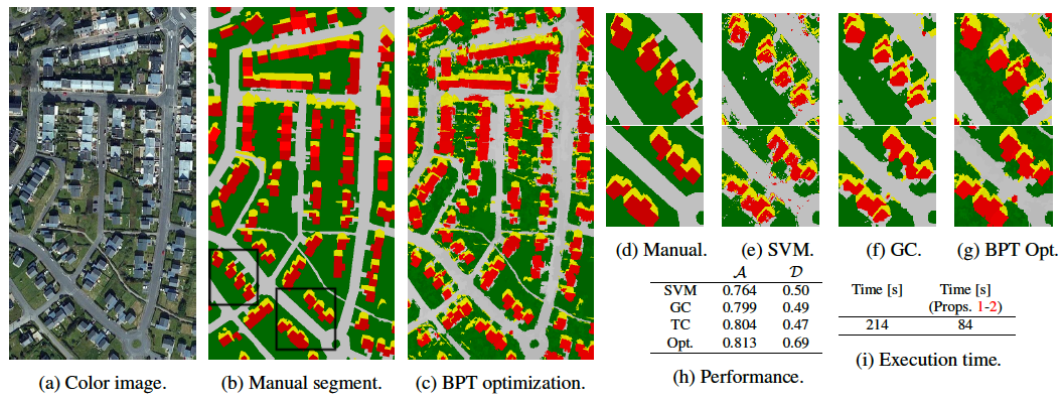 (a) Color image.
(b) Manual segment.
(c) BPT optimization.
(d) Manual.
(e) SVM.
(f) GC.
(g) BPT Opt.
𝒜 𝒟
SVM 0.764 0.50
GC 0.799 0.49
TC 0.804 0.47
Opt. 0.813 0.69
(h) Performance.
Time [s] Time [s]
(Props. 1-2)
214 84
(i) Execution time.